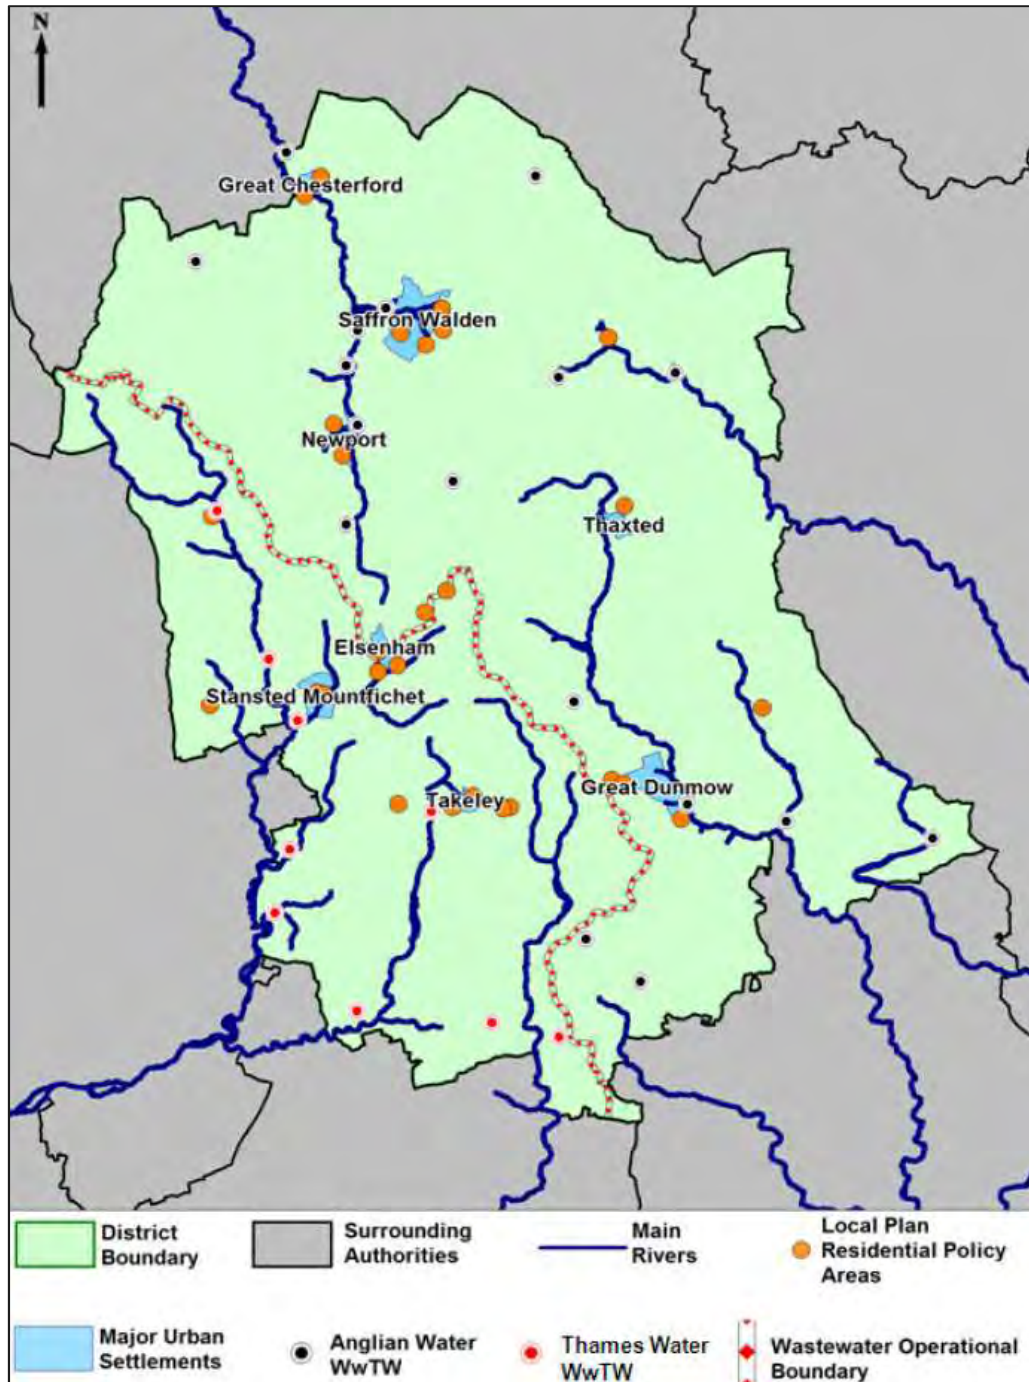 N
Great Chesterford
Saffron Walden
Newport
Thaxted
Elsenham
Stansted Mountfichet
Great Dunmow
Takeley
District
Boundary
Surrounding
Authorities
Main
Rivers
Local Plan
Residential Policy
Areas
Major Urban
Settlements
Anglian Water
WwTW
Thames Water
WwTW
Wastewater Operational
Boundary